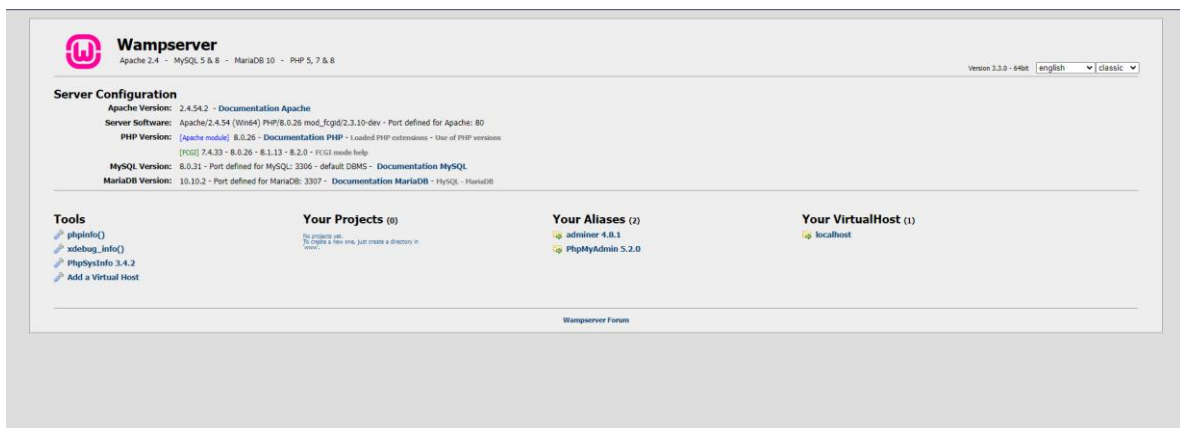 Wampserver
Apache 2.4 - MySQL 5 & 8 - MariaDB 10 - PHP 5, 7 & 8
Version 3.3.0 - 64bit english classic
Server Configuration
Apache Version: 2.4.54.2 - Documentation Apache
Server Software: Apache/2.4.54 (Win64) PHP/8.0.26 mod_fcgid/2.3.10-dev - Port defined for Apache: 80
PHP Version: [Apache module] 8.0.26 - Documentation PHP - Loaded PHP extensions - Use of PHP versions
[FCGI] 7.4.33 - 8.0.26 - 8.1.13 - 8.2.0 - FCGI mode help
MySQL Version: 8.0.31 - Port defined for MySQL: 3306 - default DBMS - Documentation MySQL
MariaDB Version: 10.10.2 - Port defined for MariaDB: 3307 - Documentation MariaDB - MySQL - MariaDB
Tools
phpinfo()
xdebug_info()
PhpSysInfo 3.4.2
Add a Virtual Host
Your Projects (0)
No projects yet.
To create a new one, just create a directory in
'www'.
Your Aliases (2)
adminer 4.8.1
PhpMyAdmin 5.2.0
Your VirtualHost (1)
localhost
Wampserver Forum